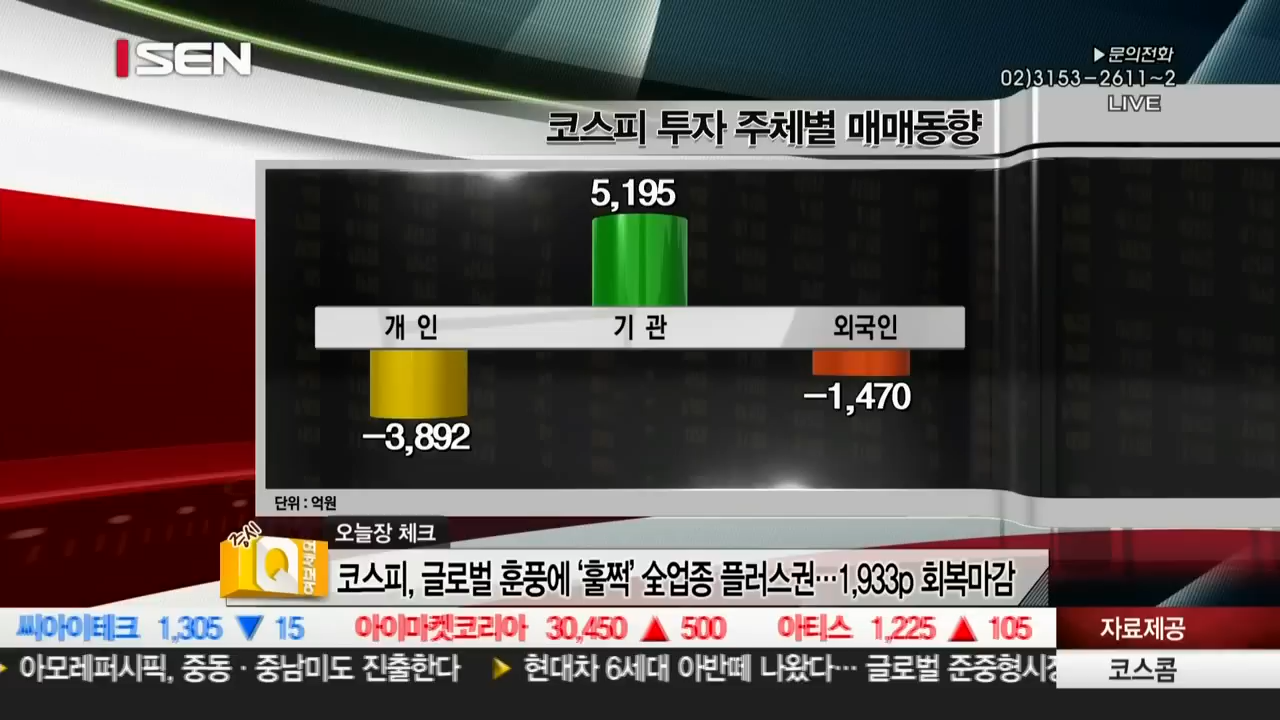 SEN
▶문의전화
02)3153-2611~2
LIVE
코스피 투자 주체별 매매동향
5,195
개 인 기 관 외국인
-1,470
-3,892
단위 : 억원
오늘장 체크
증시 Q 여보세요
코스피, 글로벌 훈풍에 '훌쩍' 全업종 플러스권…1,933p 회복마감
씨아이테크 1,305 ▼ 15 아이마켓코리아 30,450 ▲ 500 아티스 1,225 ▲ 105
자료제공
아모레퍼시픽, 중동·중남미도 진출한다 ▶ 현대차 6세대 아반떼 나왔다… 글로벌 준중형시장
코스콤